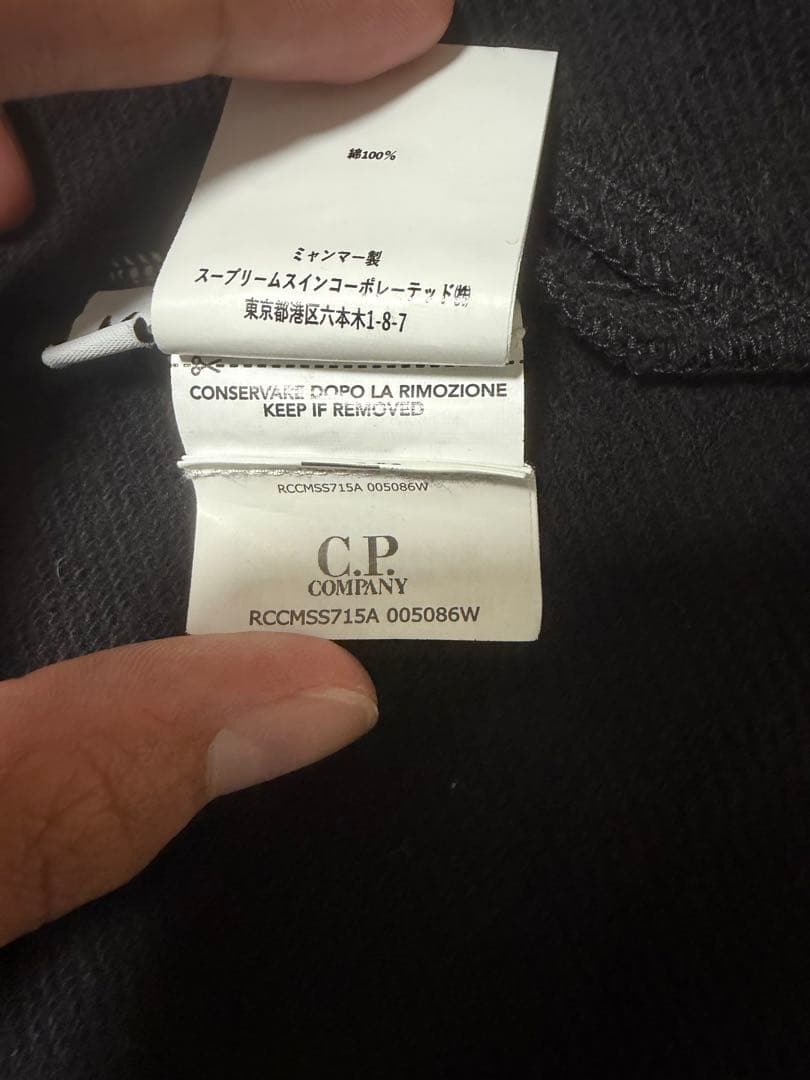 綿100%
ミャンマー製
スープリームスインコーポレーテッド㈱
東京都港区六本木1-8-7
CONSERVARE DOPO LA RIMOZIONE
KEEP IF REMOVED
RCCMSS715A 005086W
C.P.
COMPANY
RCCMSS715A 005086W